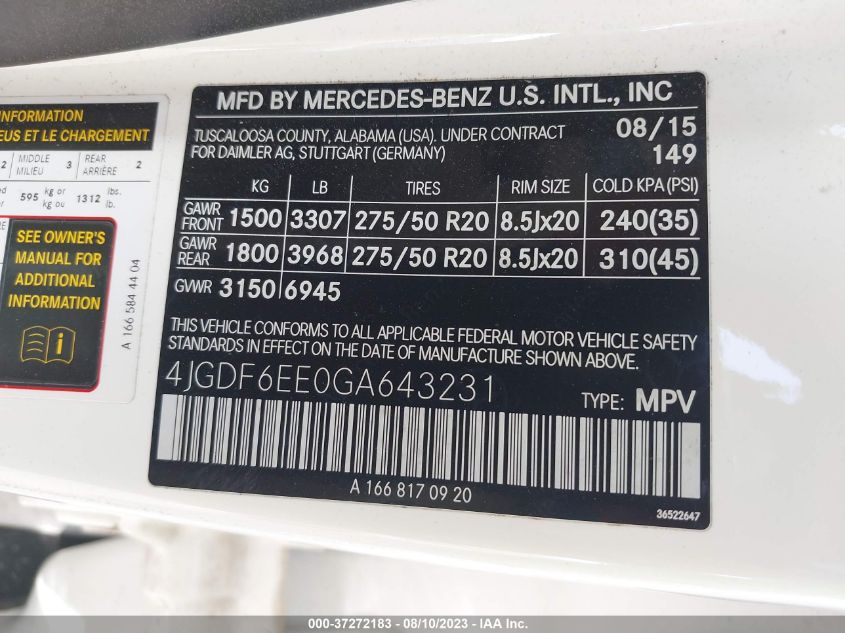 INFORMATION
EUS ET LE CHARGEMENT
2 MIDDLE MILIEU 3 REAR ARRIÈRE 2
595 kg or kg ou 1312 lbs. lb.
SEE OWNER'S
MANUAL FOR
ADDITIONAL
INFORMATION
A 166 584 44 04
MFD BY MERCEDES-BENZ U.S. INTL., INC
TUSCALOOSA COUNTY, ALABAMA (USA). UNDER CONTRACT 08/15
FOR DAIMLER AG, STUTTGART (GERMANY) 149
KG LB TIRES RIM SIZE COLD KPA (PSI)
GAWR FRONT 1500 3307 275/50 R20 8.5Jx20 240(35)
GAWR REAR 1800 3968 275/50 R20 8.5Jx20 310(45)
GVWR 3150 6945
THIS VEHICLE CONFORMS TO ALL APPLICABLE FEDERAL MOTOR VEHICLE SAFETY
STANDARDS IN EFFECT ON THE DATE OF MANUFACTURE SHOWN ABOVE.
4JGDF6EE0GA643231 TYPE: MPV
A 166 817 09 20
36522647
000-37272183 - 08/10/2023 - IAA Inc.